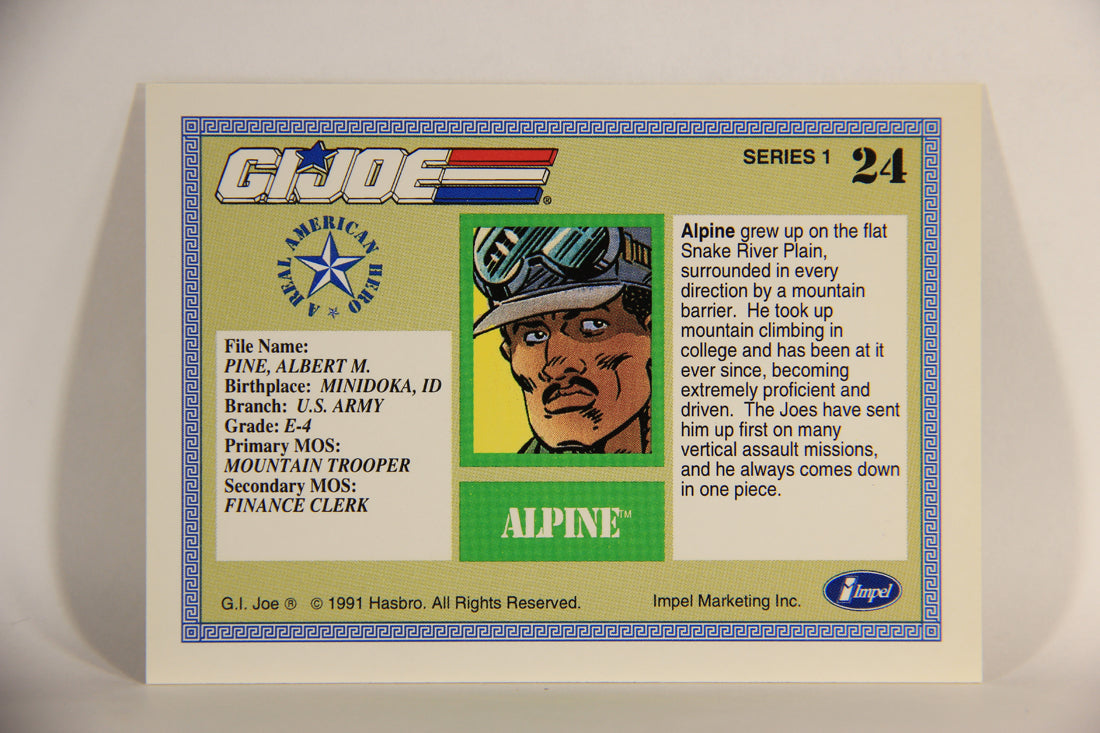 G.I.JOE ®
SERIES 1 24
A REAL AMERICAN HERO
File Name:
PINE, ALBERT M.
Birthplace: MINIDOKA, ID
Branch: U.S. ARMY
Grade: E-4
Primary MOS:
MOUNTAIN TROOPER
Secondary MOS:
FINANCE CLERK
ALPINE™
Alpine grew up on the flat
Snake River Plain,
surrounded in every
direction by a mountain
barrier. He took up
mountain climbing in
college and has been at it
ever since, becoming
extremely proficient and
driven. The Joes have sent
him up first on many
vertical assault missions,
and he always comes down
in one piece.
G.I. Joe ® © 1991 Hasbro. All Rights Reserved.
Impel Marketing Inc.
Impel